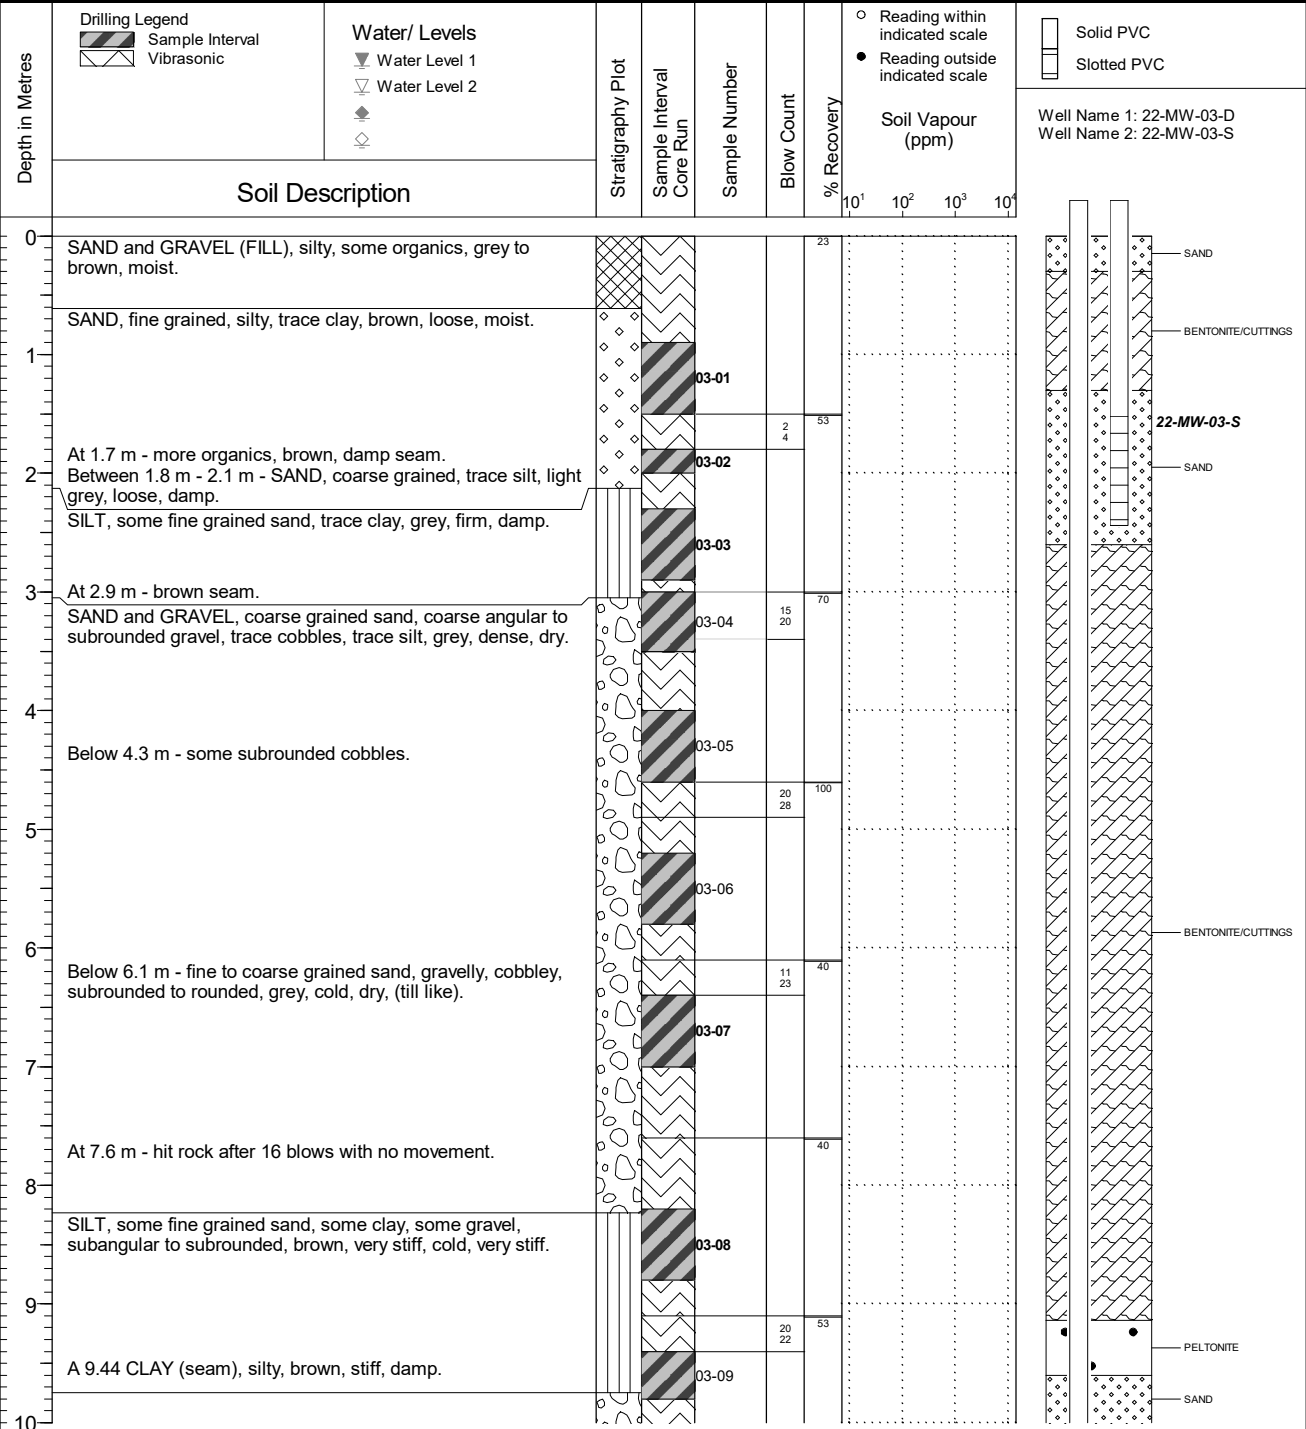 Depth in Metres
Drilling Legend
Sample Interval
Vibrasonic
Water/ Levels
Water Level 1
Water Level 2
Soil Description
Stratigraphy Plot
Sample Interval
Core Run
Sample Number
Blow Count
% Recovery
Reading within
indicated scale
Reading outside
indicated scale
Soil Vapour
(ppm)
10¹ 10² 10³ 10⁴
Solid PVC
Slotted PVC
Well Name 1: 22-MW-03-D
Well Name 2: 22-MW-03-S
0
SAND and GRAVEL (FILL), silty, some organics, grey to
brown, moist.
23
SAND
SAND, fine grained, silty, trace clay, brown, loose, moist.
BENTONITE/CUTTINGS
1
03-01
53
2
4
22-MW-03-S
At 1.7 m - more organics, brown, damp seam.
03-02
SAND
Between 1.8 m - 2.1 m - SAND, coarse grained, trace silt, light
2
grey, loose, damp.
SILT, some fine grained sand, trace clay, grey, firm, damp.
03-03
At 2.9 m - brown seam.
3
70
SAND and GRAVEL, coarse grained sand, coarse angular to
subrounded gravel, trace cobbles, trace silt, grey, dense, dry.
03-04
15
20
4
03-05
Below 4.3 m - some subrounded cobbles.
100
20
28
5
03-06
BENTONITE/CUTTINGS
6
40
Below 6.1 m - fine to coarse grained sand, gravelly, cobbley,
subrounded to rounded, grey, cold, dry, (till like).
11
23
03-07
7
40
At 7.6 m - hit rock after 16 blows with no movement.
8
SILT, some fine grained sand, some clay, some gravel,
subangular to subrounded, brown, very stiff, cold, very stiff.
03-08
9
53
20
22
PELTONITE
A 9.44 CLAY (seam), silty, brown, stiff, damp.
03-09
SAND
10